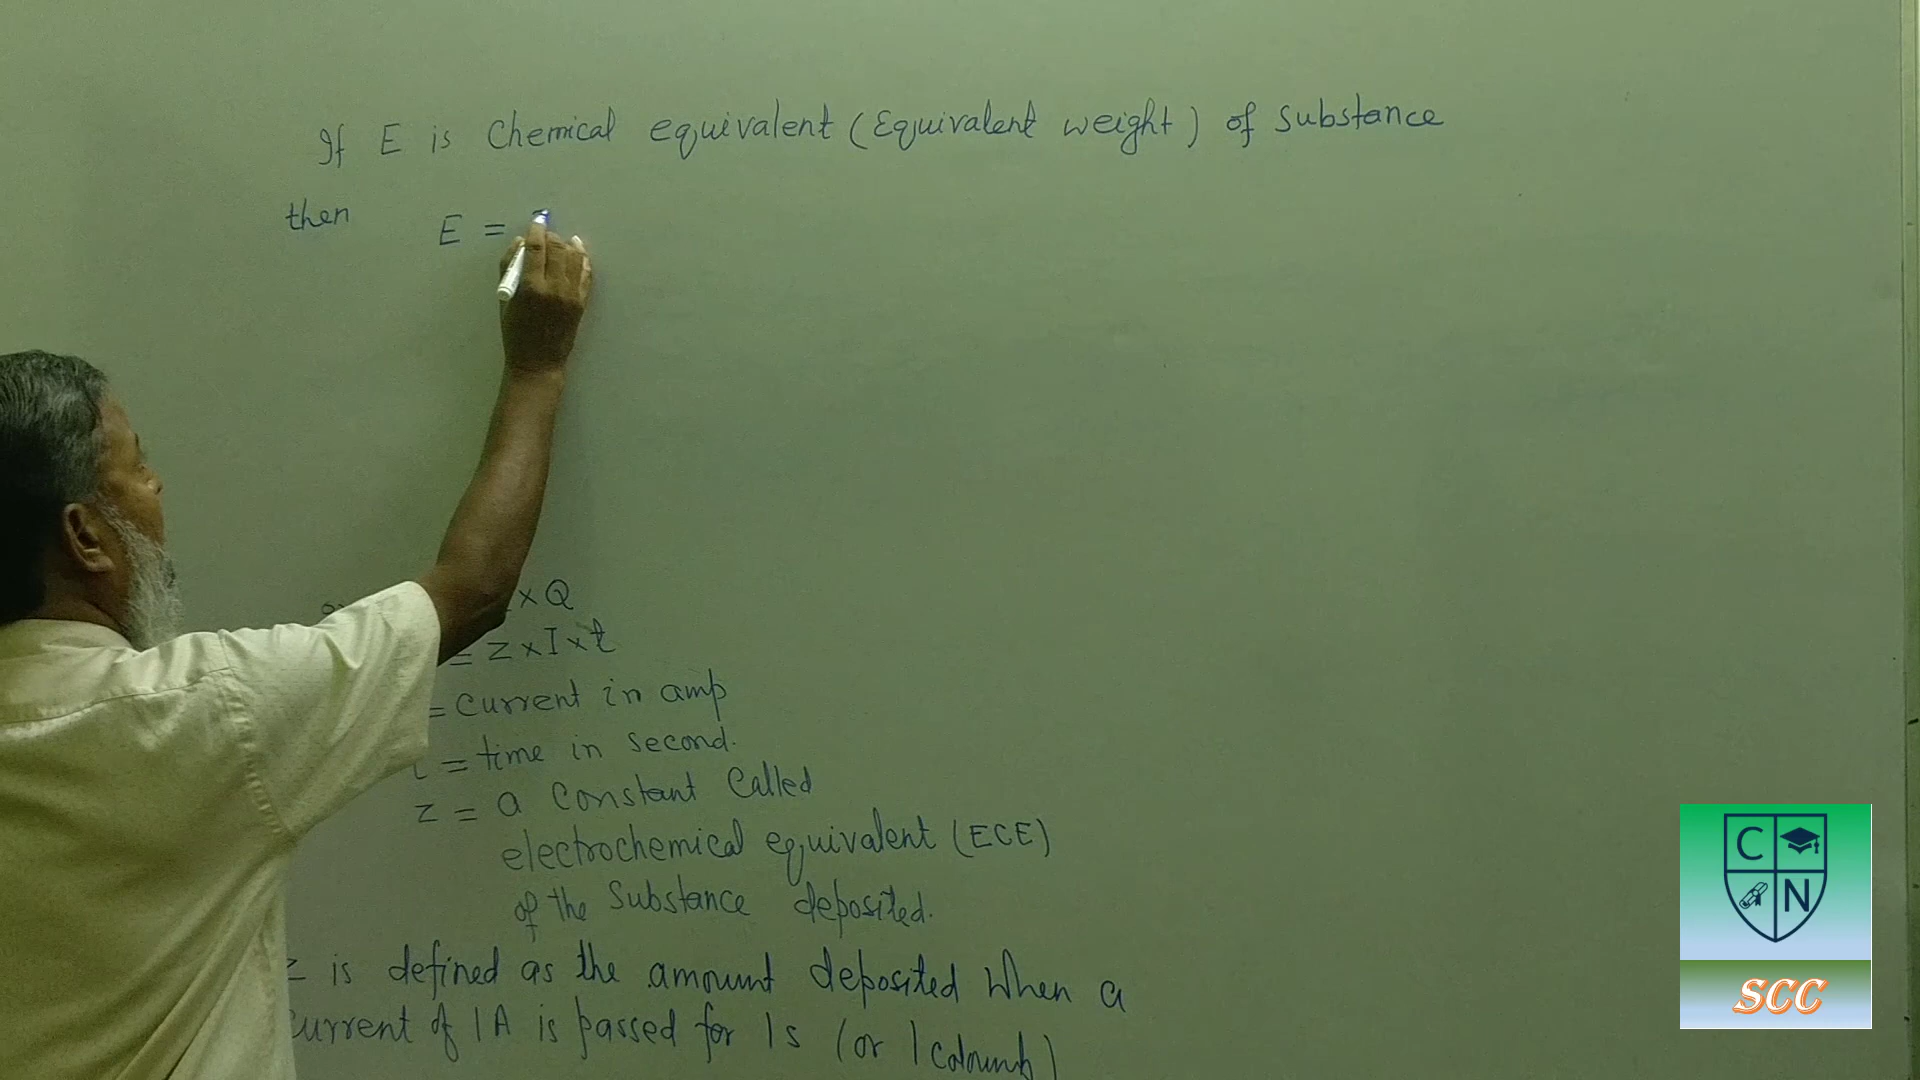 If E is Chemical equivalent (Equivalent weight) of substance
then E =
× Q
= Z × I × t
= Current in amp
t = time in second.
Z = a Constant Called
electrochemical equivalent (ECE)
of the Substance deposited.
Z is defined as the amount deposited when a
Current of 1A is passed for 1s (or 1 Coloumb)
C
N
SCC